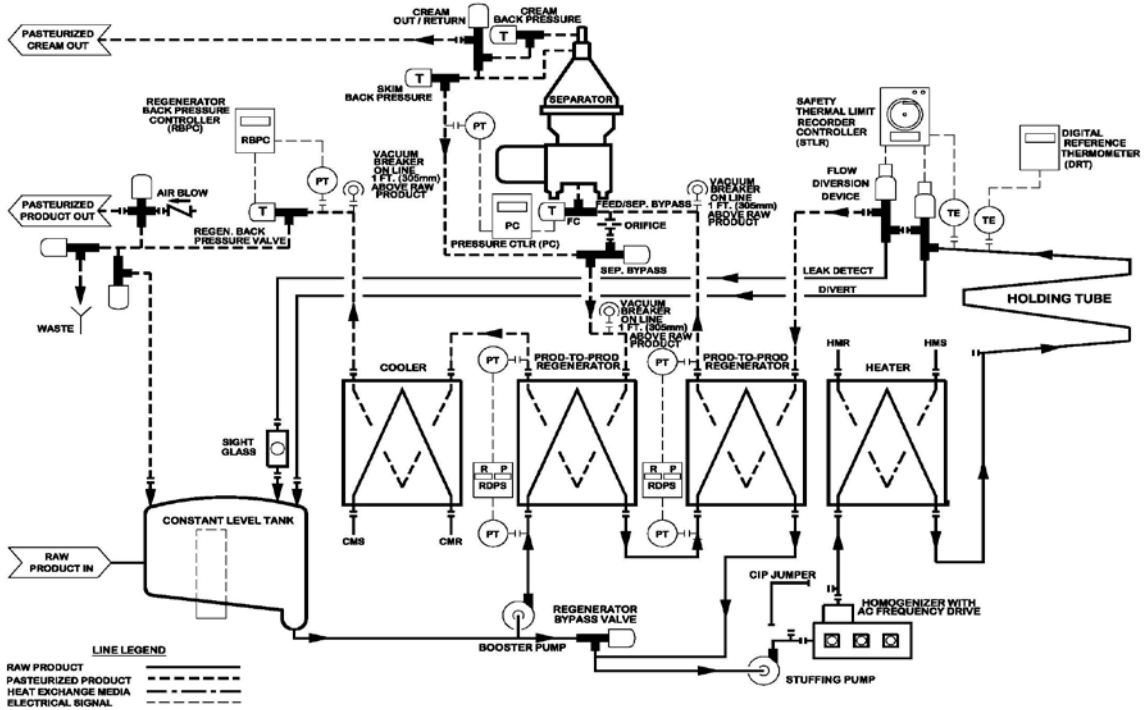 PASTEURIZED
CREAM OUT
CREAM
OUT / RETURN
CREAM
BACK PRESSURE
T
T
SKIM
BACK PRESSURE
SEPARATOR
REGENERATOR
BACK PRESSURE
CONTROLLER
(RBPC)
RBPC
PT
PT
VACUUM
BREAKER
ON LINE
1 FT. (305mm)
ABOVE RAW
PRODUCT
SAFETY
THERMAL LIMIT
RECORDER
CONTROLLER
(STLR)
DIGITAL
REFERENCE
THERMOMETER
(DRT)
AIR BLOW
PASTEURIZED
PRODUCT OUT
T
REGEN. BACK
PRESSURE VALVE
PC
T
FC
PRESSURE CTLR (PC)
FEED/SEP. BYPASS
ORIFICE
SEP. BYPASS
VACUUM
BREAKER
ON LINE
1 FT. (305mm)
ABOVE RAW
PRODUCT
FLOW
DIVERSION
DEVICE
TE
TE
LEAK DETECT
DIVERT
HOLDING TUBE
WASTE
VACUUM
BREAKER
ON LINE
1 FT. (305mm)
ABOVE RAW
PRODUCT
COOLER
PT
PROD-TO-PROD
REGENERATOR
PT
PROD-TO-PROD
REGENERATOR
HMR
HMS
HEATER
SIGHT
GLASS
R P
RDPS
R P
RDPS
PT
PT
CMS
CMR
CONSTANT LEVEL TANK
RAW
PRODUCT IN
CIP JUMPER
HOMOGENIZER WITH
AC FREQUENCY DRIVE
REGENERATOR
BYPASS VALVE
BOOSTER PUMP
STUFFING PUMP
LINE LEGEND
RAW PRODUCT
PASTEURIZED PRODUCT
HEAT EXCHANGE MEDIA
ELECTRICAL SIGNAL